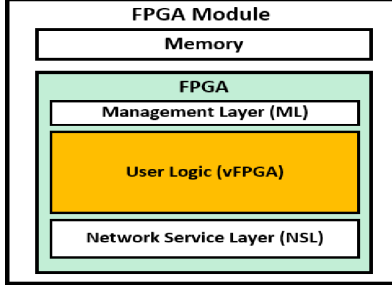 FPGA Module
Memory
FPGA
Management Layer (ML)
User Logic (vFPGA)
Network Service Layer (NSL)